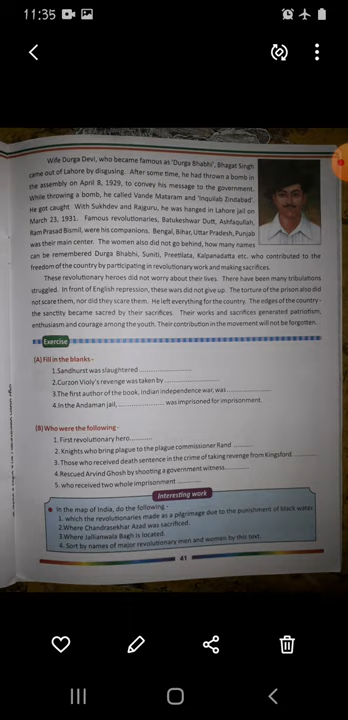 11:35
Wife Durga Devi, who became famous as 'Durga Bhabhi', Bhagat Singh
came out of Lahore by disgusing. After some time, he had thrown a bomb in
the assembly on April 8, 1929, to convey his message to the government.
While throwing a bomb, he called Vande Mataram and 'Inquilab Zindabad'.
He got caught With Sukhdev and Rajguru, he was hanged in Lahore jail on
March 23, 1931. Famous revolutionaries, Batukeshwar Dutt, Ashfaqullah,
Ram Prasad Bismil, were his companions. Bengal, Bihar, Uttar Pradesh, Punjab
was their main center. The women also did not go behind, how many names
can be remembered Durga Bhabhi, Suniti, Preetilata, Kalpanadatta etc. who contributed to the
freedom of the country by participating in revolutionary work and making sacrifices.
These revolutionary heroes did not worry about their lives. There have been many tribulations
struggled. In front of English repression, these wars did not give up. The torture of the prison also did
not scare them, nor did they scare them. He left everything for the country. The edges of the country -
the sanctity became sacred by their sacrifices. Their works and sacrifices generated patriotism,
enthusiasm and courage among the youth. Their contribution in the movement will not be forgotten.
Exercise
(A) Fill in the blanks -
1.Sandhurst was slaughtered ....................
2.Curzon Violy's revenge was taken by ....................
3.The first author of the book, Indian independence war, was....................
4.In the Andaman jail, .................... was imprisoned for imprisonment.
(B) Who were the following -
1. First revolutionary hero..........
2. Knights who bring plague to the plague commissioner Rand ..........
3. Those who received death sentence in the crime of taking revenge from Kingsford. ..........
4.Rescued Arvind Ghosh by shooting a government witness..........
5. who received two whole imprisonment ..........
Interesting work
● In the map of India, do the following -
1. which the revolutionaries made as a pilgrimage due to the punishment of black water.
2.Where Chandrasekhar Azad was sacrificed.
3.Where Jallianwala Bagh is located.
4. Sort by names of major revolutionary men and women by this text.
41